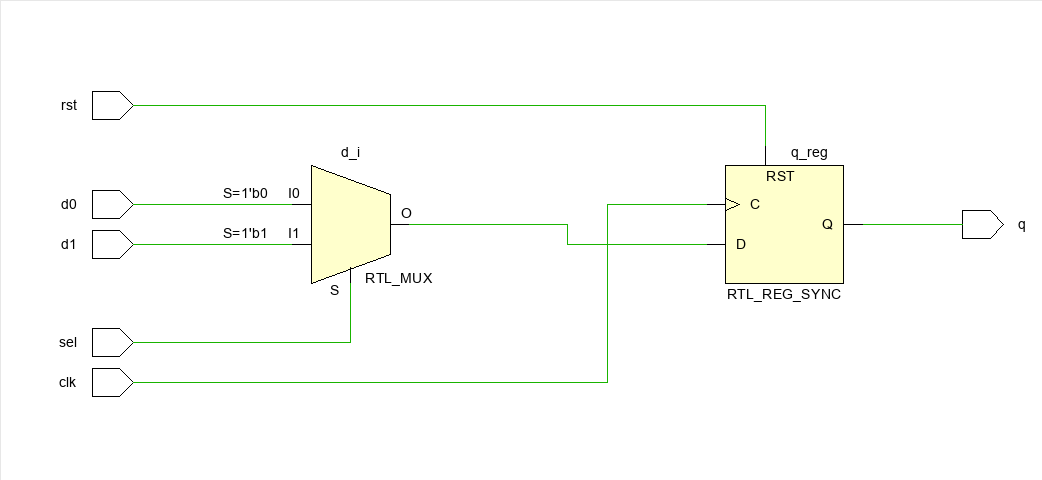 rst
d_i
q_reg
RST
d0
S=1'b0 I0
C
O
Q
q
d1
S=1'b1 I1
D
S
RTL_MUX
RTL_REG_SYNC
sel
clk